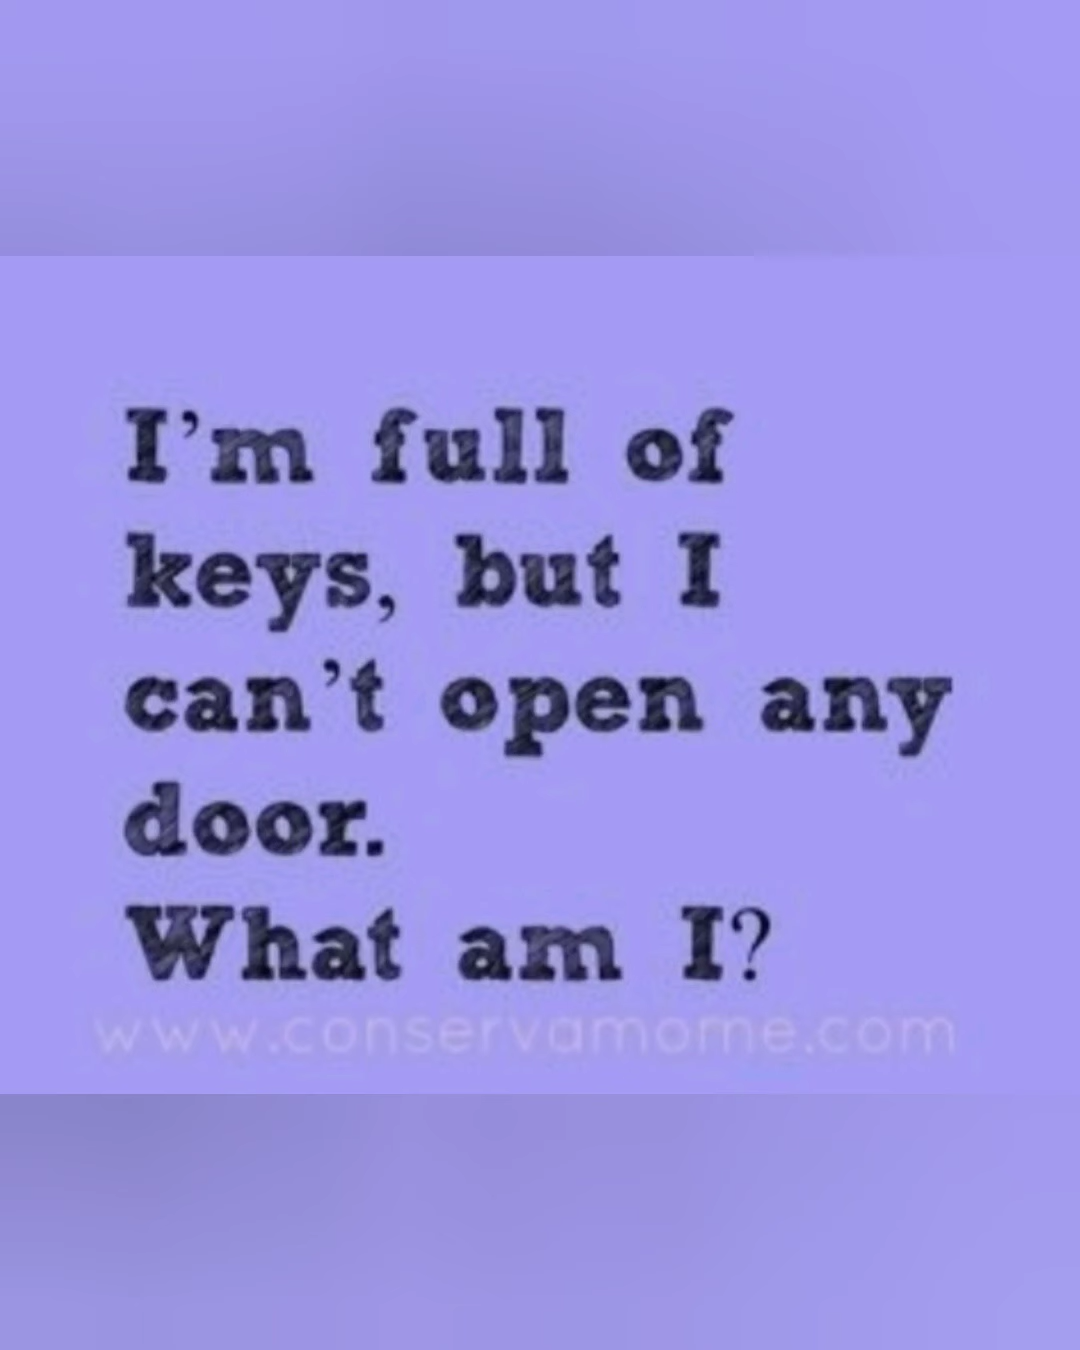 I'm full of
keys, but I
can't open any
door.
What am I?
www.conservamome.com